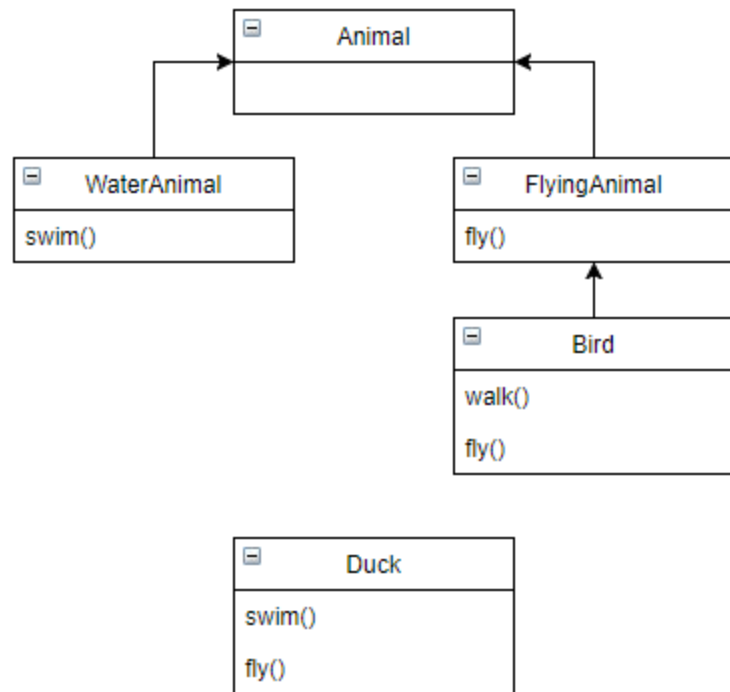 Animal
WaterAnimal
swim()
FlyingAnimal
fly()
Bird
walk()
fly()
Duck
swim()
fly()